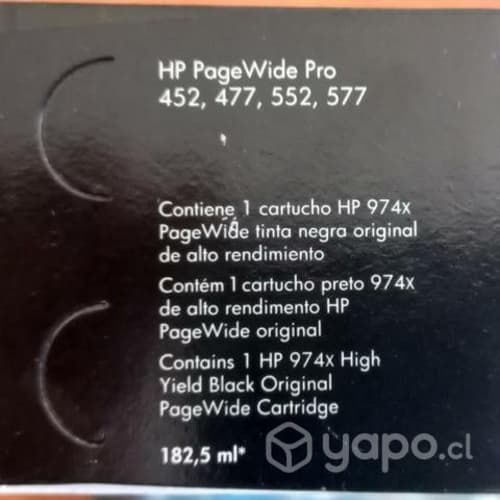 HP PageWide Pro
452, 477, 552, 577
Contiene 1 cartucho HP 974x
PageWide tinta negra original
de alto rendimiento
Contém 1 cartucho preto 974x
de alto rendimento HP
PageWide original
Contains 1 HP 974x High
Yield Black Original
PageWide Cartridge
182,5 ml*
yapo.cl